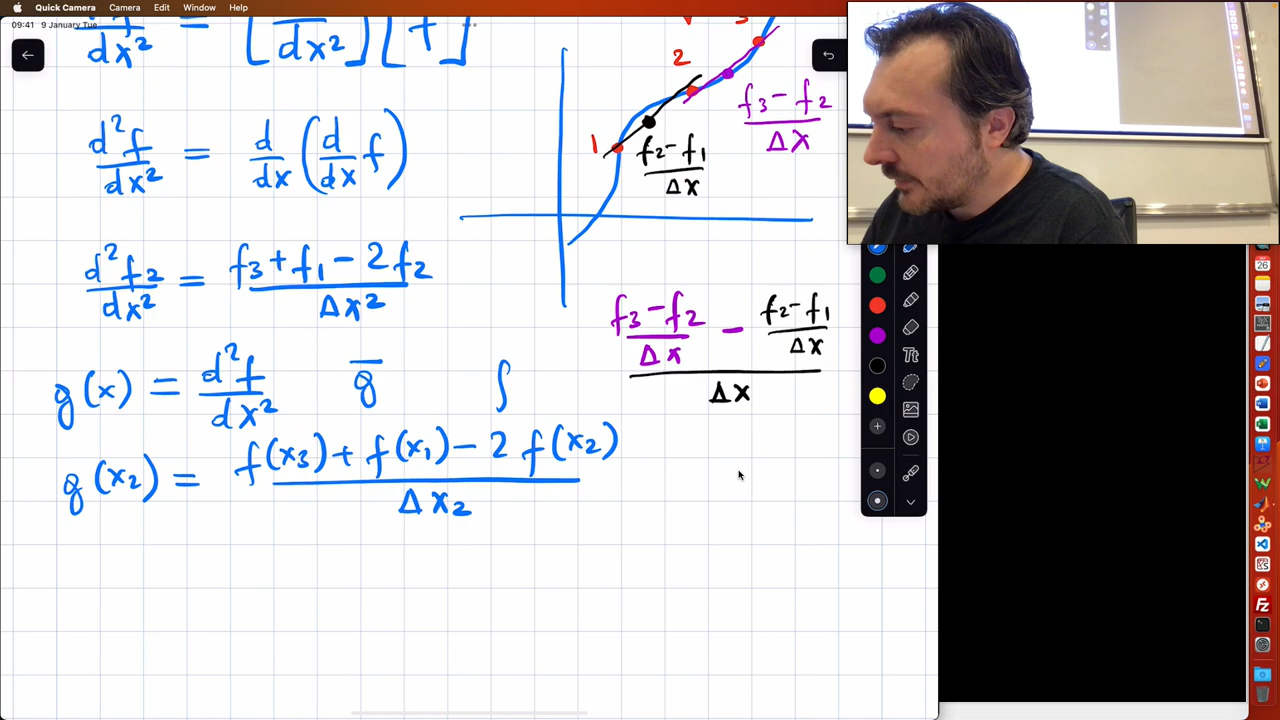 Quick Camera Camera Edit Window Help
09:41 9 January Tue
dx² = [ dx² ] [ f ]
d²f/dx² = d/dx (d/dx f)
d²f₂/dx² = f₃ + f₁ − 2f₂ / Δx²
g(x) = d²f/dx² g̅ ∫
g(x₂) = f(x₃) + f(x₁) − 2 f(x₂) / Δx₂
2
1
f₂ − f₁ / Δx
f₃ − f₂ / Δx
f₃ − f₂ / Δx − f₂ − f₁ / Δx
Δx
Tt
26